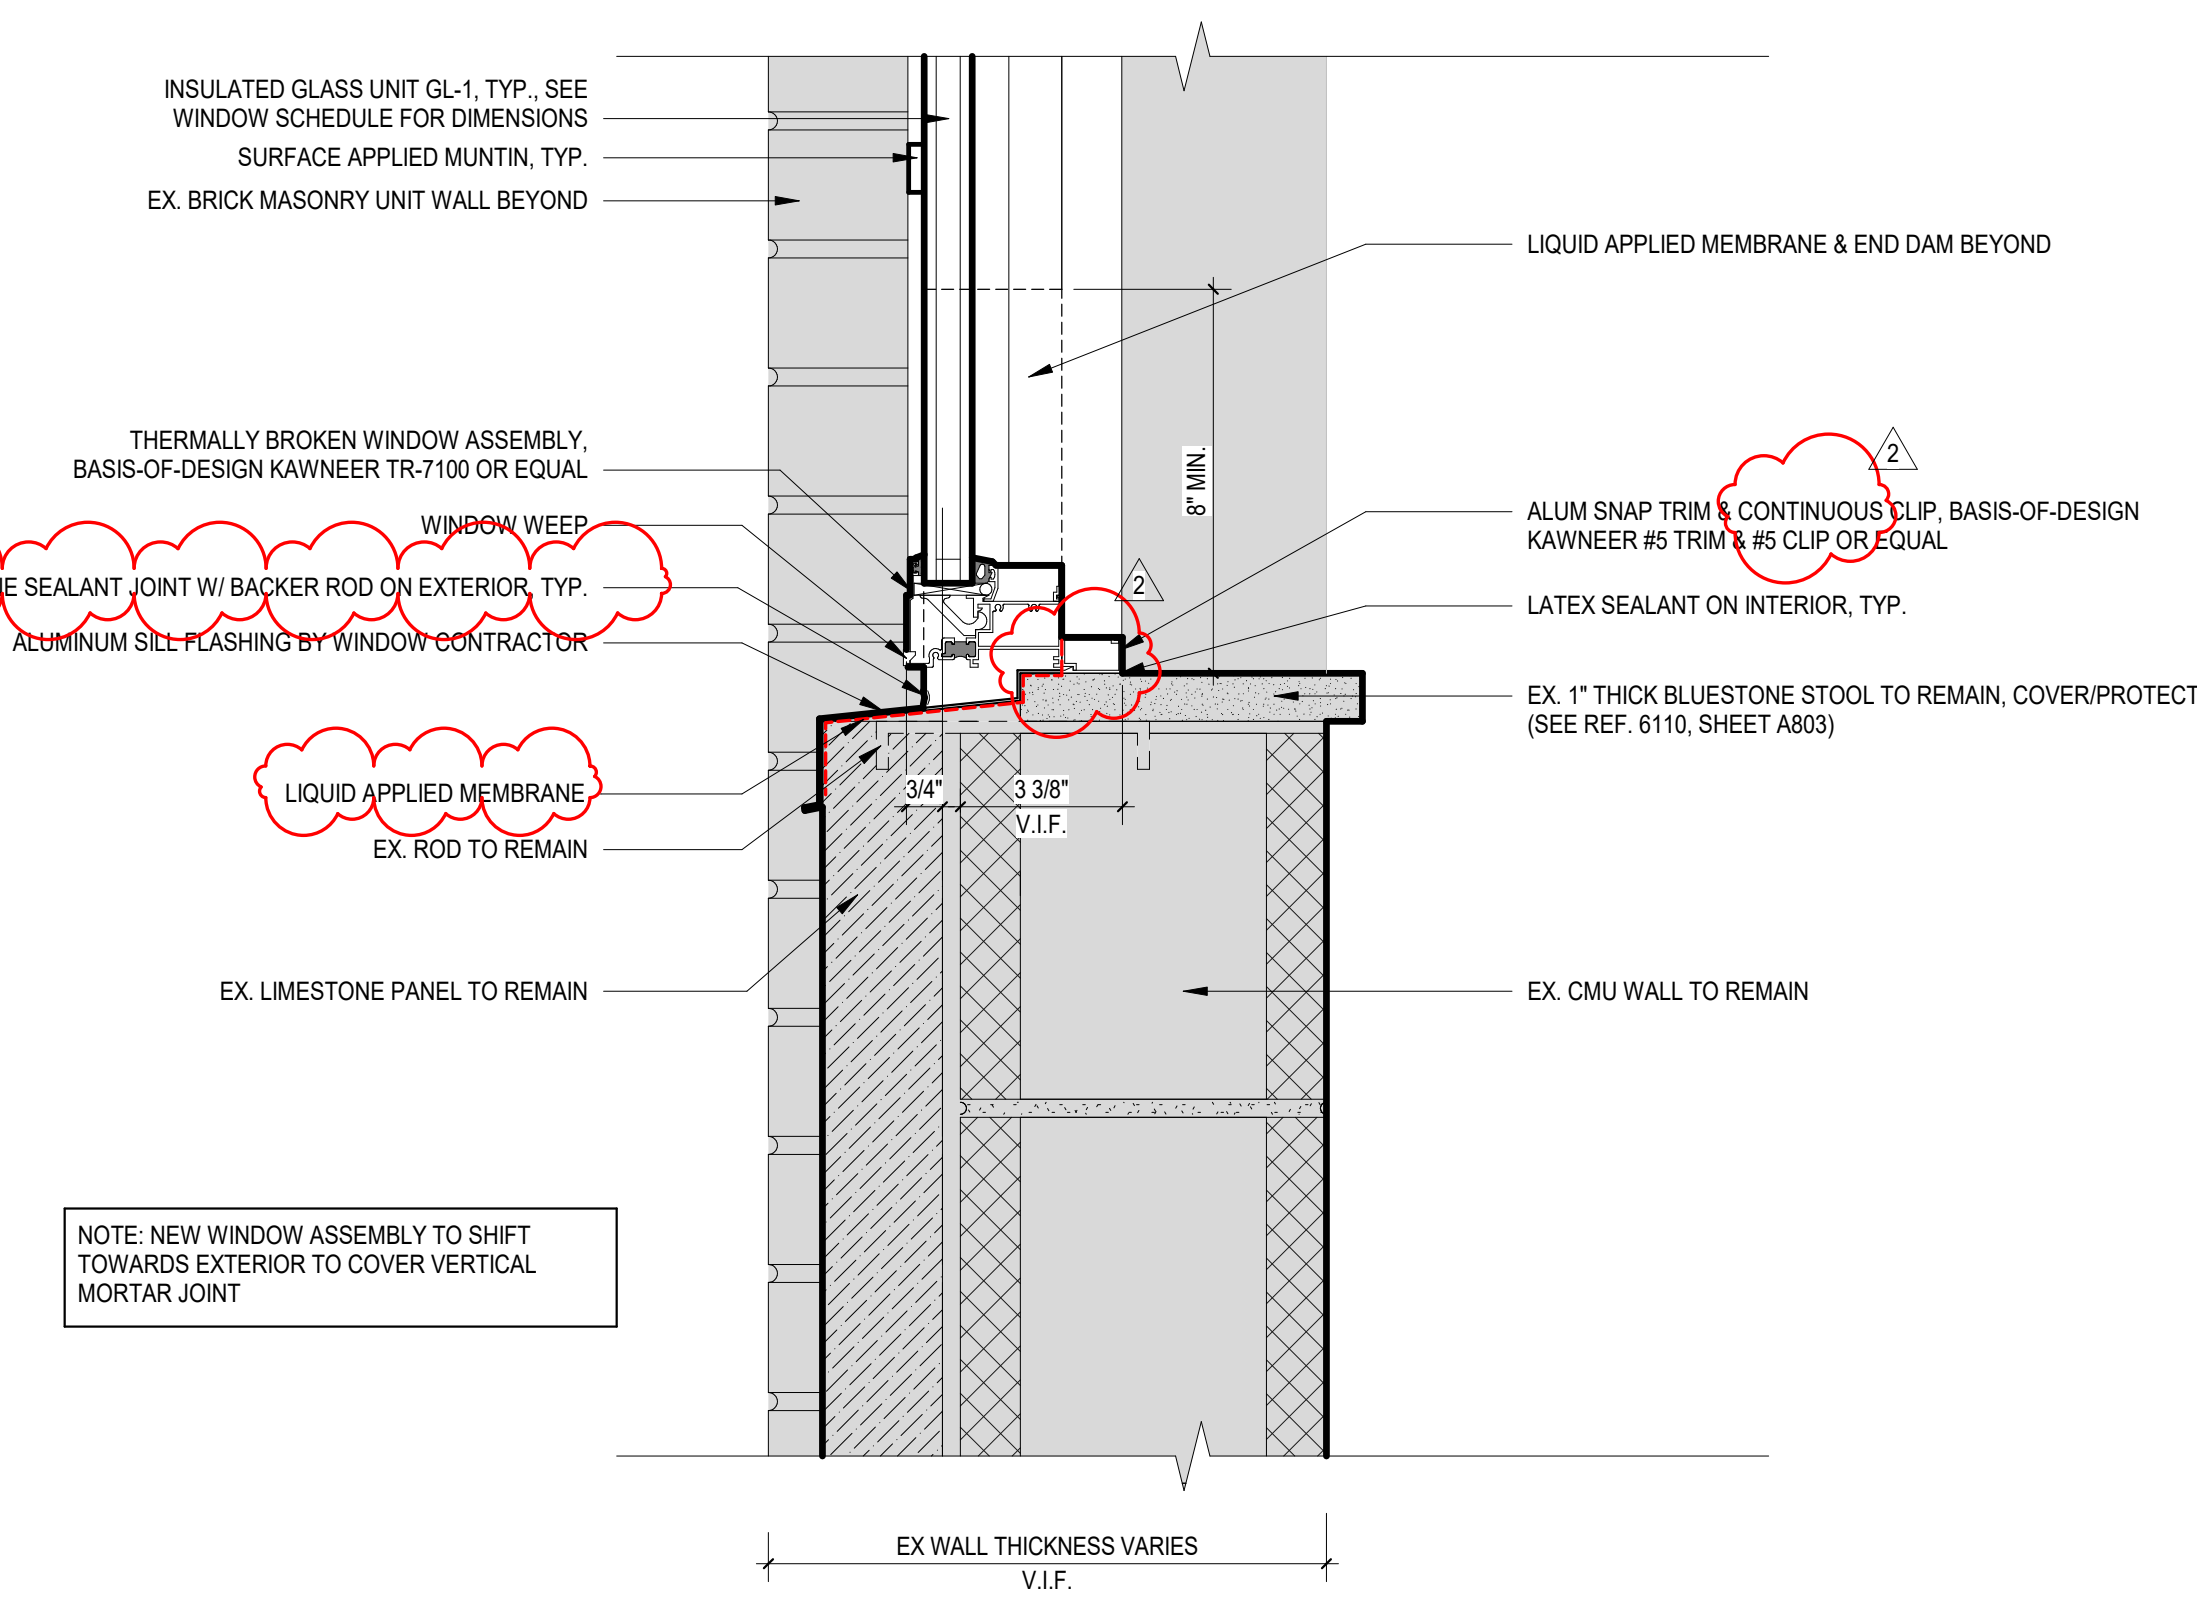 INSULATED GLASS UNIT GL-1, TYP., SEE
WINDOW SCHEDULE FOR DIMENSIONS
SURFACE APPLIED MUNTIN, TYP.
EX. BRICK MASONRY UNIT WALL BEYOND
THERMALLY BROKEN WINDOW ASSEMBLY,
BASIS-OF-DESIGN KAWNEER TR-7100 OR EQUAL
WINDOW WEEP
SEALANT JOINT W/ BACKER ROD ON EXTERIOR, TYP.
ALUMINUM SILL FLASHING BY WINDOW CONTRACTOR
LIQUID APPLIED MEMBRANE
EX. ROD TO REMAIN
EX. LIMESTONE PANEL TO REMAIN
NOTE: NEW WINDOW ASSEMBLY TO SHIFT
TOWARDS EXTERIOR TO COVER VERTICAL
MORTAR JOINT
8" MIN.
2
3/4"
3 3/8"
V.I.F.
LIQUID APPLIED MEMBRANE & END DAM BEYOND
2
ALUM SNAP TRIM & CONTINUOUS CLIP, BASIS-OF-DESIGN
KAWNEER #5 TRIM & #5 CLIP OR EQUAL
LATEX SEALANT ON INTERIOR, TYP.
EX. 1" THICK BLUESTONE STOOL TO REMAIN, COVER/PROTECT
(SEE REF. 6110, SHEET A803)
EX. CMU WALL TO REMAIN
EX WALL THICKNESS VARIES
V.I.F.